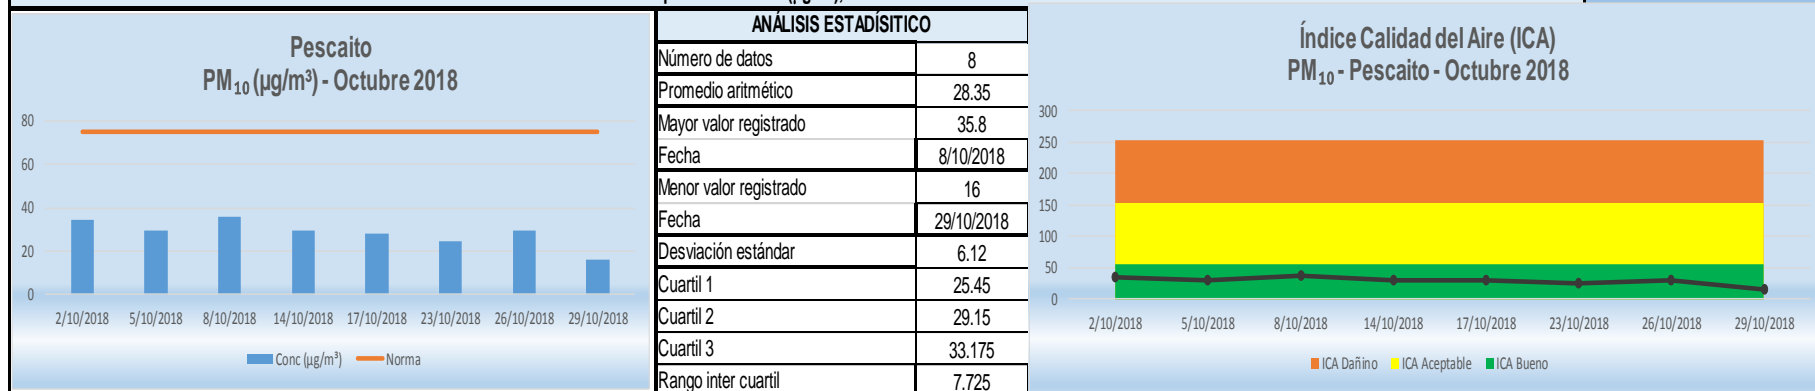 Pescaito
PM₁₀ (µg/m³) - Octubre 2018
80
60
40
20
0
2/10/2018 5/10/2018 8/10/2018 14/10/2018 17/10/2018 23/10/2018 26/10/2018 29/10/2018
Conc (µg/m³) Norma
ANÁLISIS ESTADÍSITICO
Número de datos 8
Promedio aritmético 28.35
Mayor valor registrado 35.8
Fecha 8/10/2018
Menor valor registrado 16
Fecha 29/10/2018
Desviación estándar 6.12
Cuartil 1 25.45
Cuartil 2 29.15
Cuartil 3 33.175
Rango inter cuartil 7.725
Índice Calidad del Aire (ICA)
PM₁₀ - Pescaito - Octubre 2018
300
250
200
150
100
50
0
2/10/2018 5/10/2018 8/10/2018 14/10/2018 17/10/2018 23/10/2018 26/10/2018 29/10/2018
ICA Dañino ICA Aceptable ICA Bueno